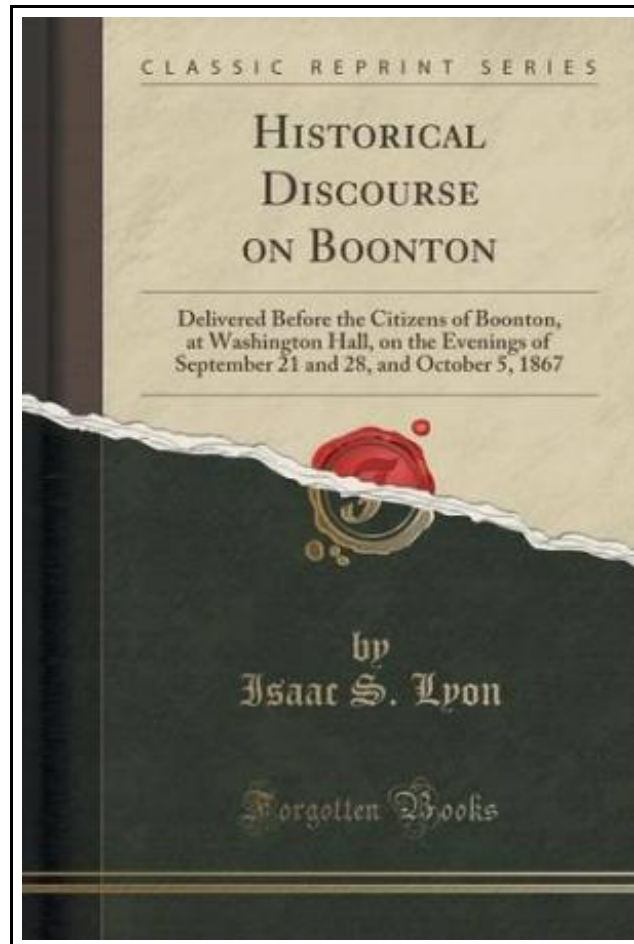 CLASSIC REPRINT SERIES
HISTORICAL
DISCOURSE
ON BOONTON
Delivered Before the Citizens of Boonton,
at Washington Hall, on the Evenings of
September 21 and 28, and October 5, 1867
by
Isaac S. Lyon
Forgotten Books